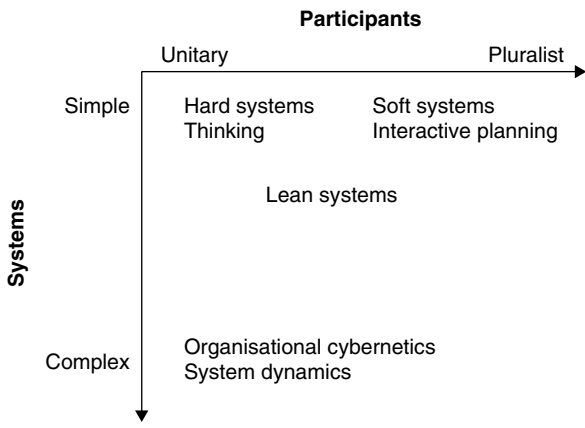 Participants
Unitary
Pluralist
Simple
Hard systems
Thinking
Soft systems
Interactive planning
Lean systems
Systems
Complex
Organisational cybernetics
System dynamics